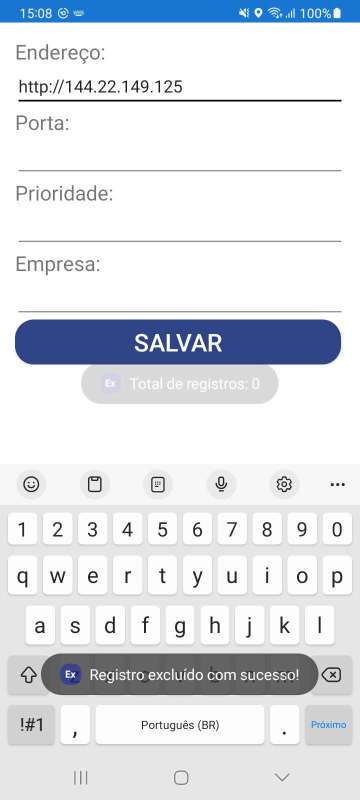 15:08 100%
Endereço:
http://144.22.149.125
Porta:
Prioridade:
Empresa:
SALVAR
Ex Total de registros: 0
1 2 3 4 5 6 7 8 9 0
q w e r t y u i o p
a s d f g h j k l
Ex Registro excluído com sucesso!
!#1 , Português (BR) . Próximo